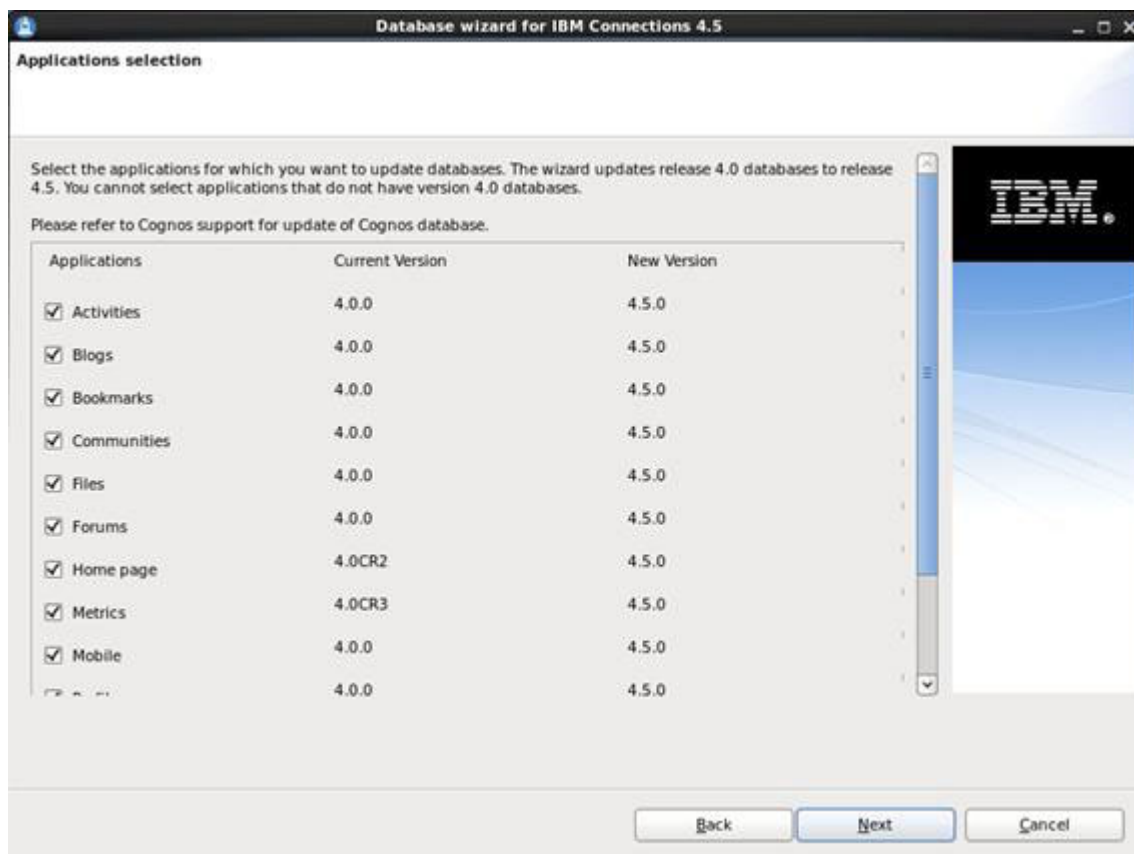 Database wizard for IBM Connections 4.5
Applications selection
Select the applications for which you want to update databases. The wizard updates release 4.0 databases to release
4.5. You cannot select applications that do not have version 4.0 databases.
Please refer to Cognos support for update of Cognos database.
IBM
Applications Current Version New Version
Activities 4.0.0 4.5.0
Blogs 4.0.0 4.5.0
Bookmarks 4.0.0 4.5.0
Communities 4.0.0 4.5.0
Files 4.0.0 4.5.0
Forums 4.0.0 4.5.0
Home page 4.0CR2 4.5.0
Metrics 4.0CR3 4.5.0
Mobile 4.0.0 4.5.0
4.0.0 4.5.0
Back Next Cancel